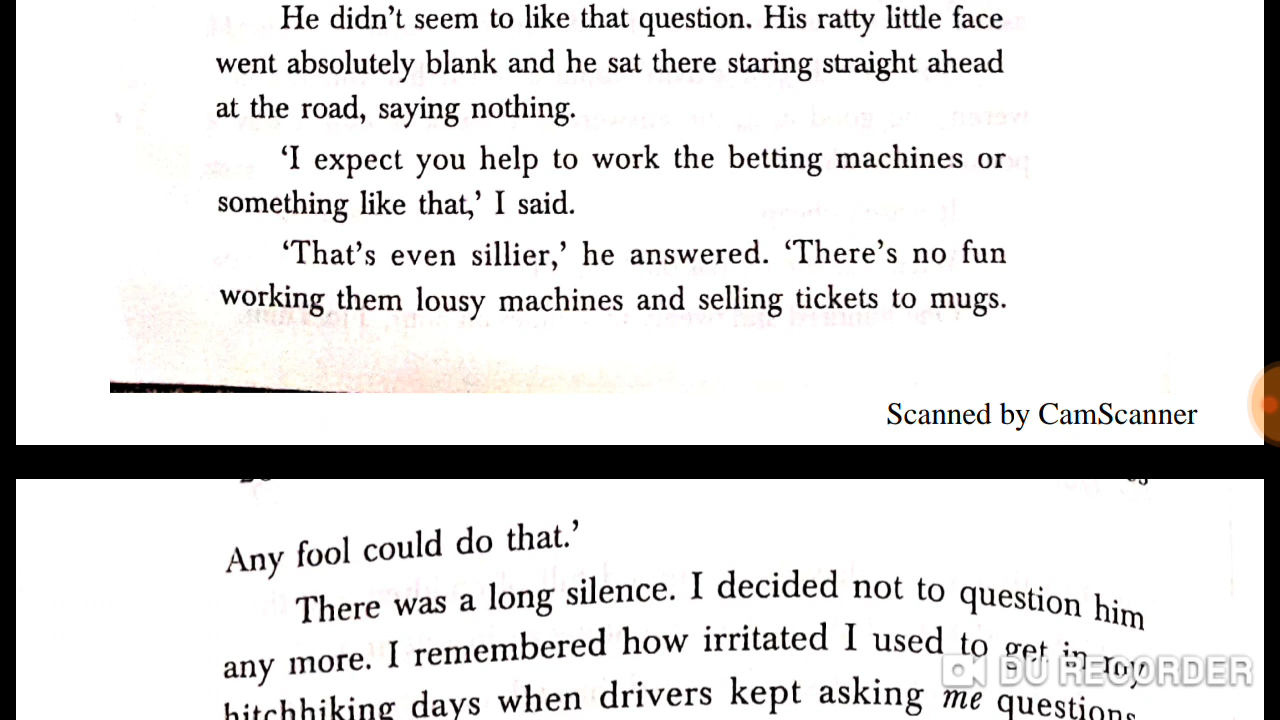 He didn’t seem to like that question. His ratty little face
went absolutely blank and he sat there staring straight ahead
at the road, saying nothing.
‘I expect you help to work the betting machines or
something like that,’ I said.
‘That’s even sillier,’ he answered. ‘There’s no fun
working them lousy machines and selling tickets to mugs.
Scanned by CamScanner
Any fool could do that.’
There was a long silence. I decided not to question him
any more. I remembered how irritated I used to get in my
DU RECORDER
hitchhiking days when drivers kept asking me questions